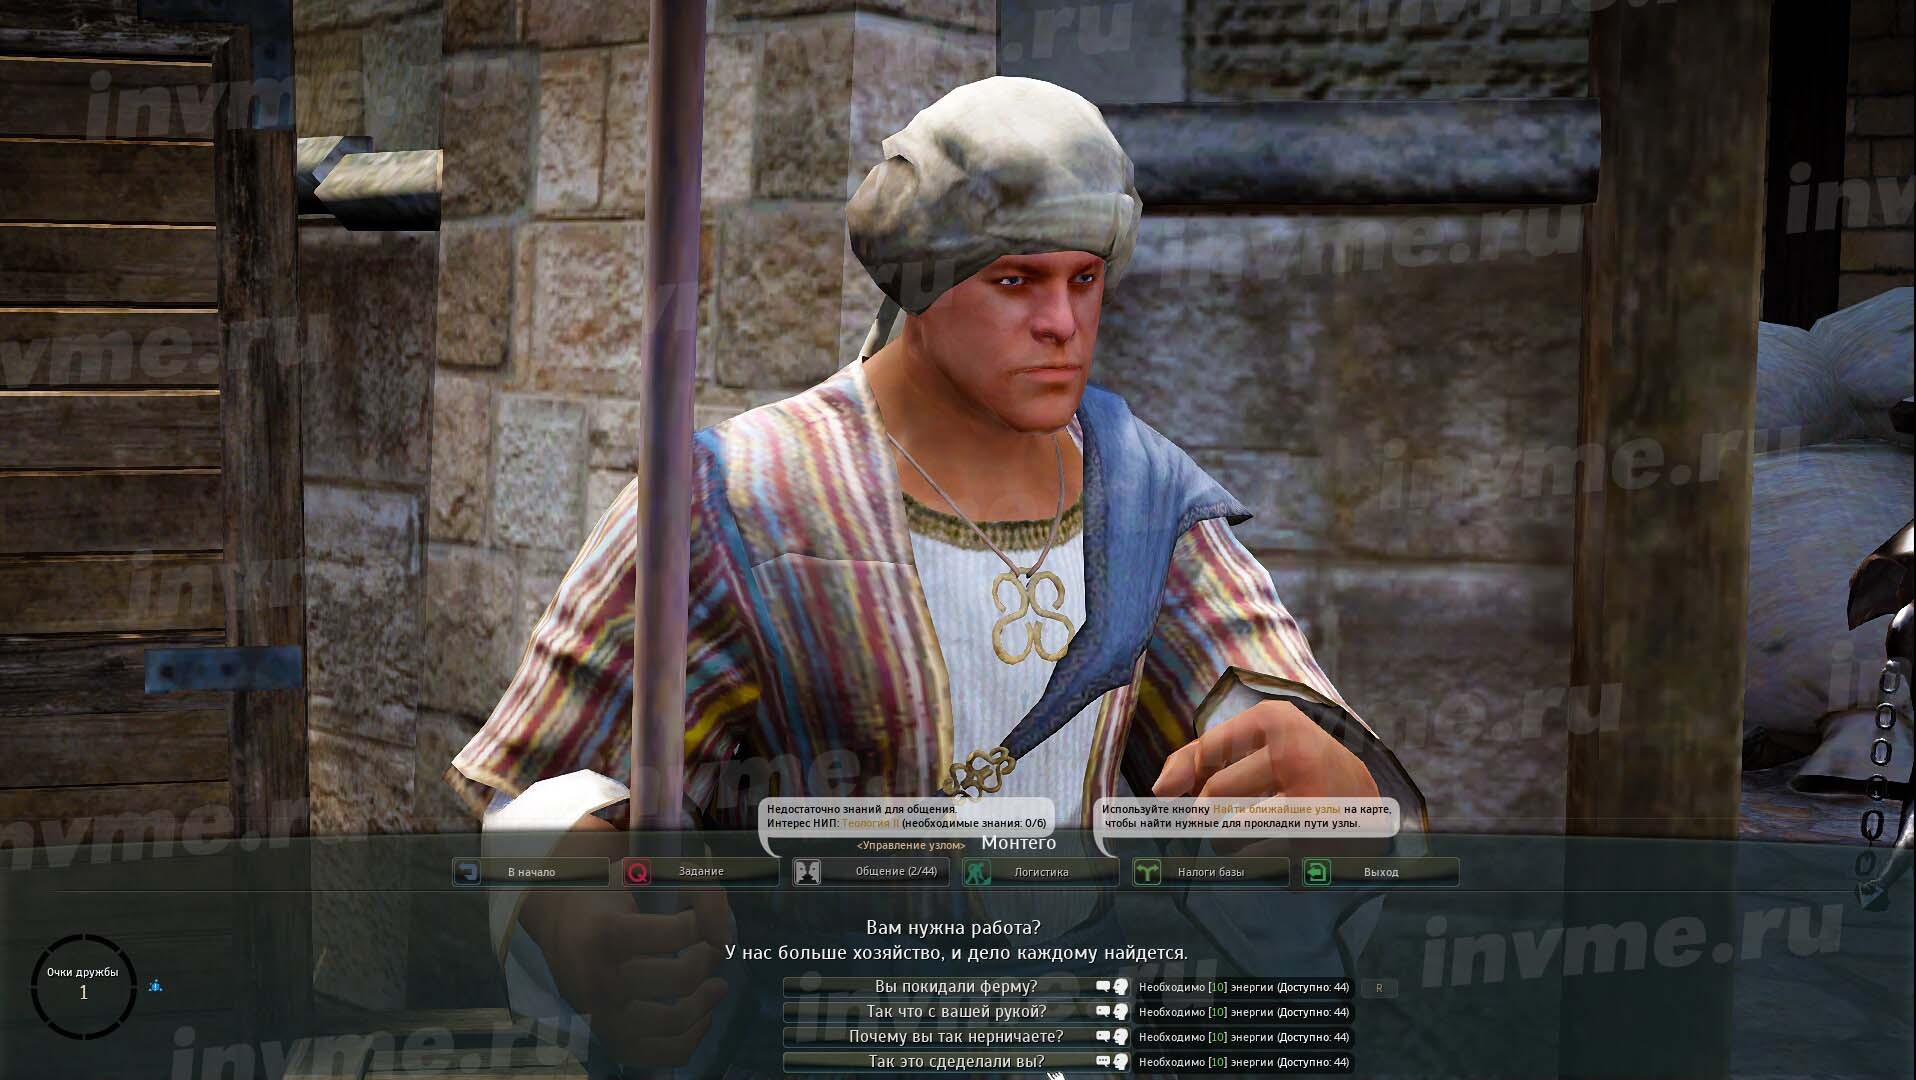 invme.ru
Недостаточно знаний для общения.
Интерес НИП: Теология II (необходимые знания: 0/6)
Используйте кнопку Найти ближайшие узлы на карте,
чтобы найти нужные для прокладки пути узлы.
<Управление узлом> Монтего
В начало
Задание
Общение (2/44)
Логистика
Налоги базы
Выход
Вам нужна работа?
У нас больше хозяйство, и дело каждому найдется.
Очки дружбы
1
Вы покидали ферму? Необходимо [10] энергии (Доступно: 44) R
Так что с вашей рукой? Необходимо [10] энергии (Доступно: 44)
Почему вы так нерничаете? Необходимо [10] энергии (Доступно: 44)
Так это сдеделали вы? Необходимо [10] энергии (Доступно: 44)